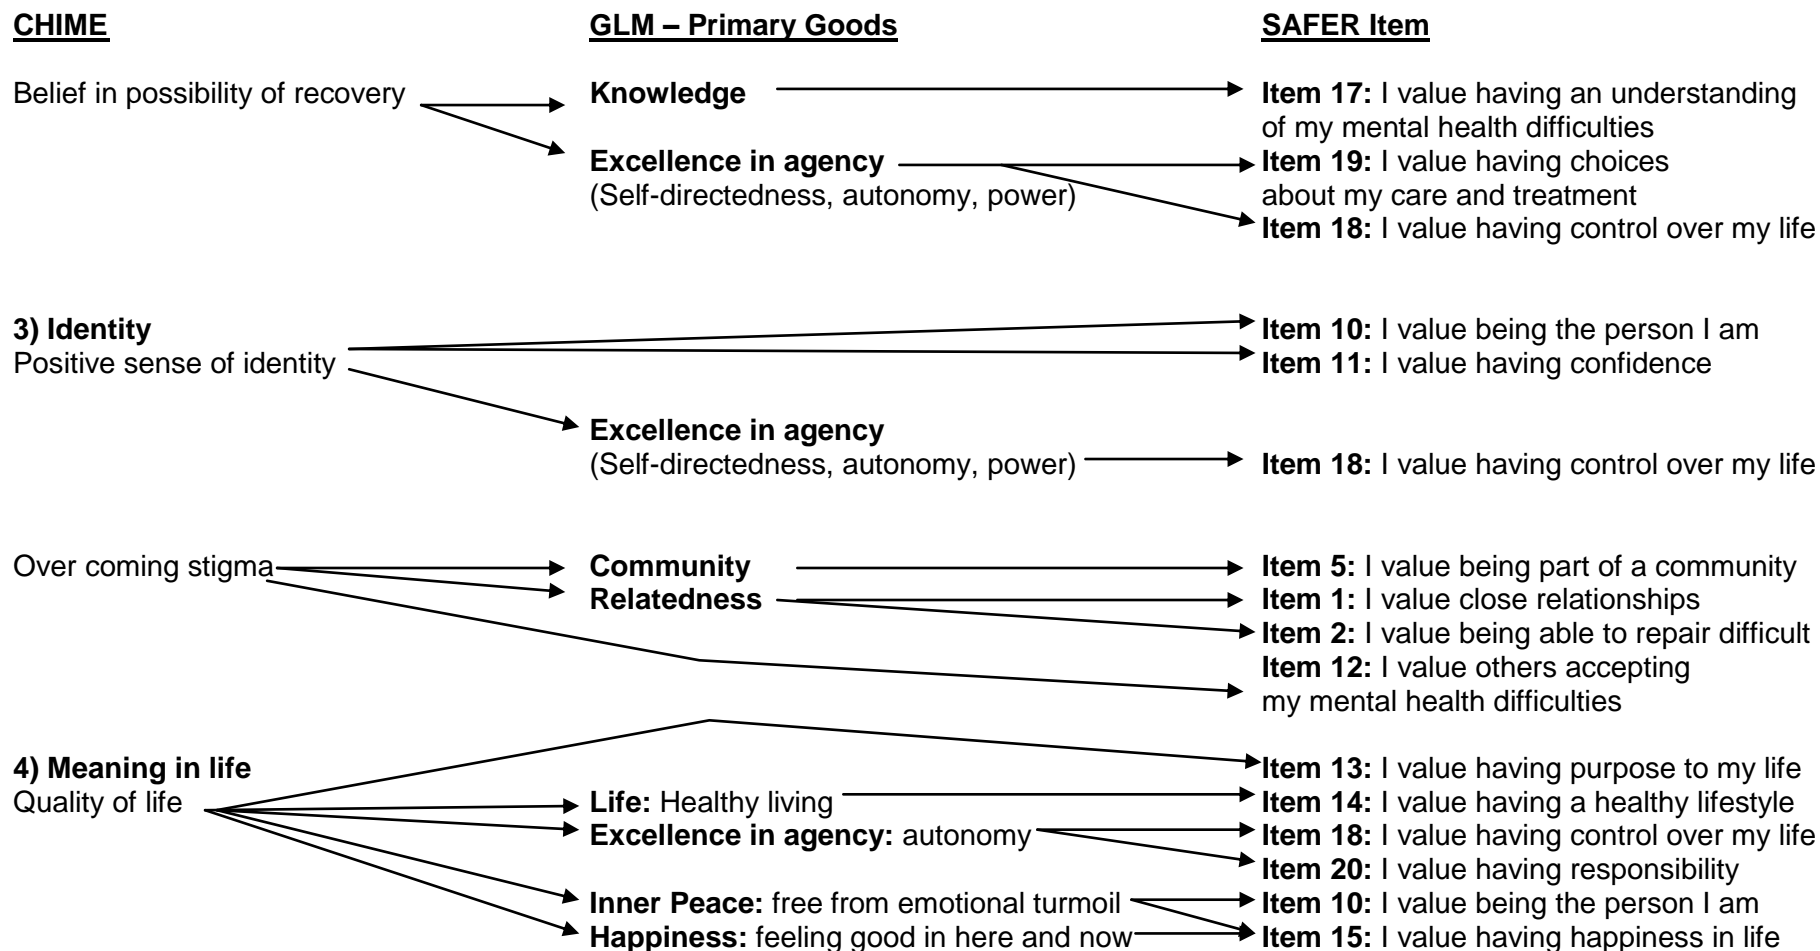 CHIME GLM – Primary Goods SAFER Item
Belief in possibility of recovery Knowledge Item 17: I value having an understanding
of my mental health difficulties
Excellence in agency Item 19: I value having choices
(Self-directedness, autonomy, power) about my care and treatment
Item 18: I value having control over my life
3) Identity Item 10: I value being the person I am
Positive sense of identity Item 11: I value having confidence
Excellence in agency
(Self-directedness, autonomy, power) Item 18: I value having control over my life
Over coming stigma Community Item 5: I value being part of a community
Relatedness Item 1: I value close relationships
Item 2: I value being able to repair difficult
Item 12: I value others accepting
my mental health difficulties
4) Meaning in life Item 13: I value having purpose to my life
Quality of life Life: Healthy living Item 14: I value having a healthy lifestyle
Excellence in agency: autonomy Item 18: I value having control over my life
Item 20: I value having responsibility
Inner Peace: free from emotional turmoil Item 10: I value being the person I am
Happiness: feeling good in here and now Item 15: I value having happiness in life